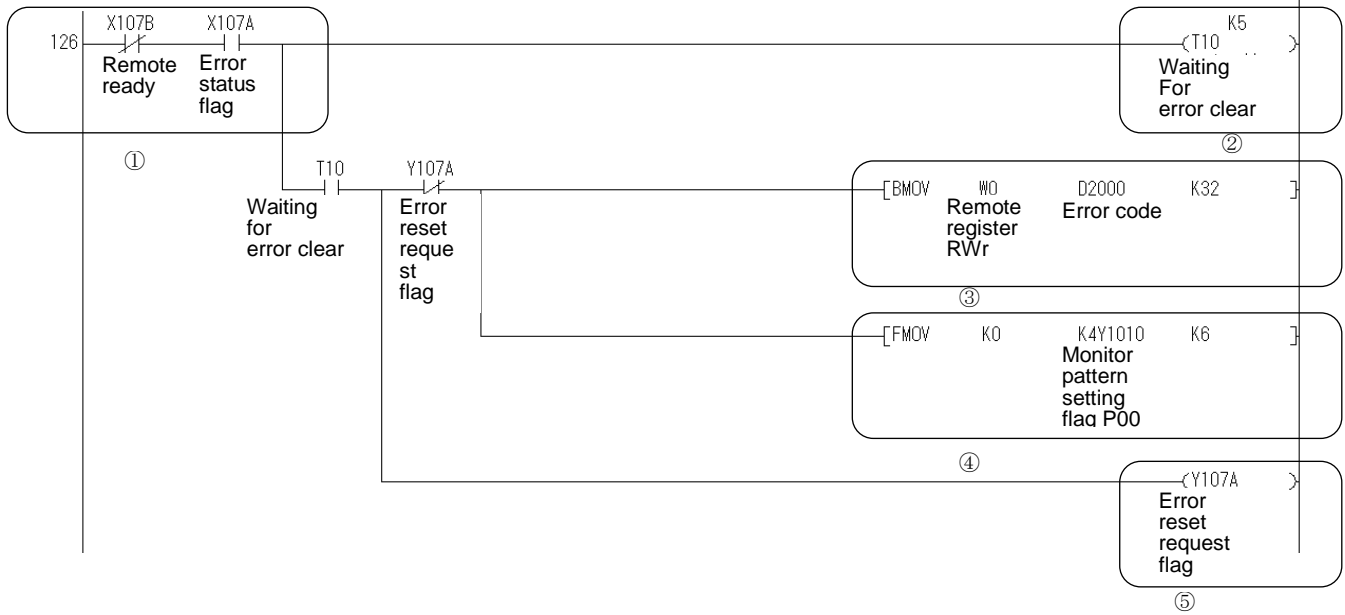 X107B X107A K5
126 (T10 )
Remote Error Waiting
ready status For
flag error clear
① ②
T10 Y107A
[BMOV W0 D2000 K32 ]
Waiting Error Remote Error code
for reset register
error clear reque RWr
st
flag
③
[FMOV K0 K4Y1010 K6 ]
Monitor
pattern
setting
flag P00
④
(Y107A )
Error
reset
request
flag
⑤